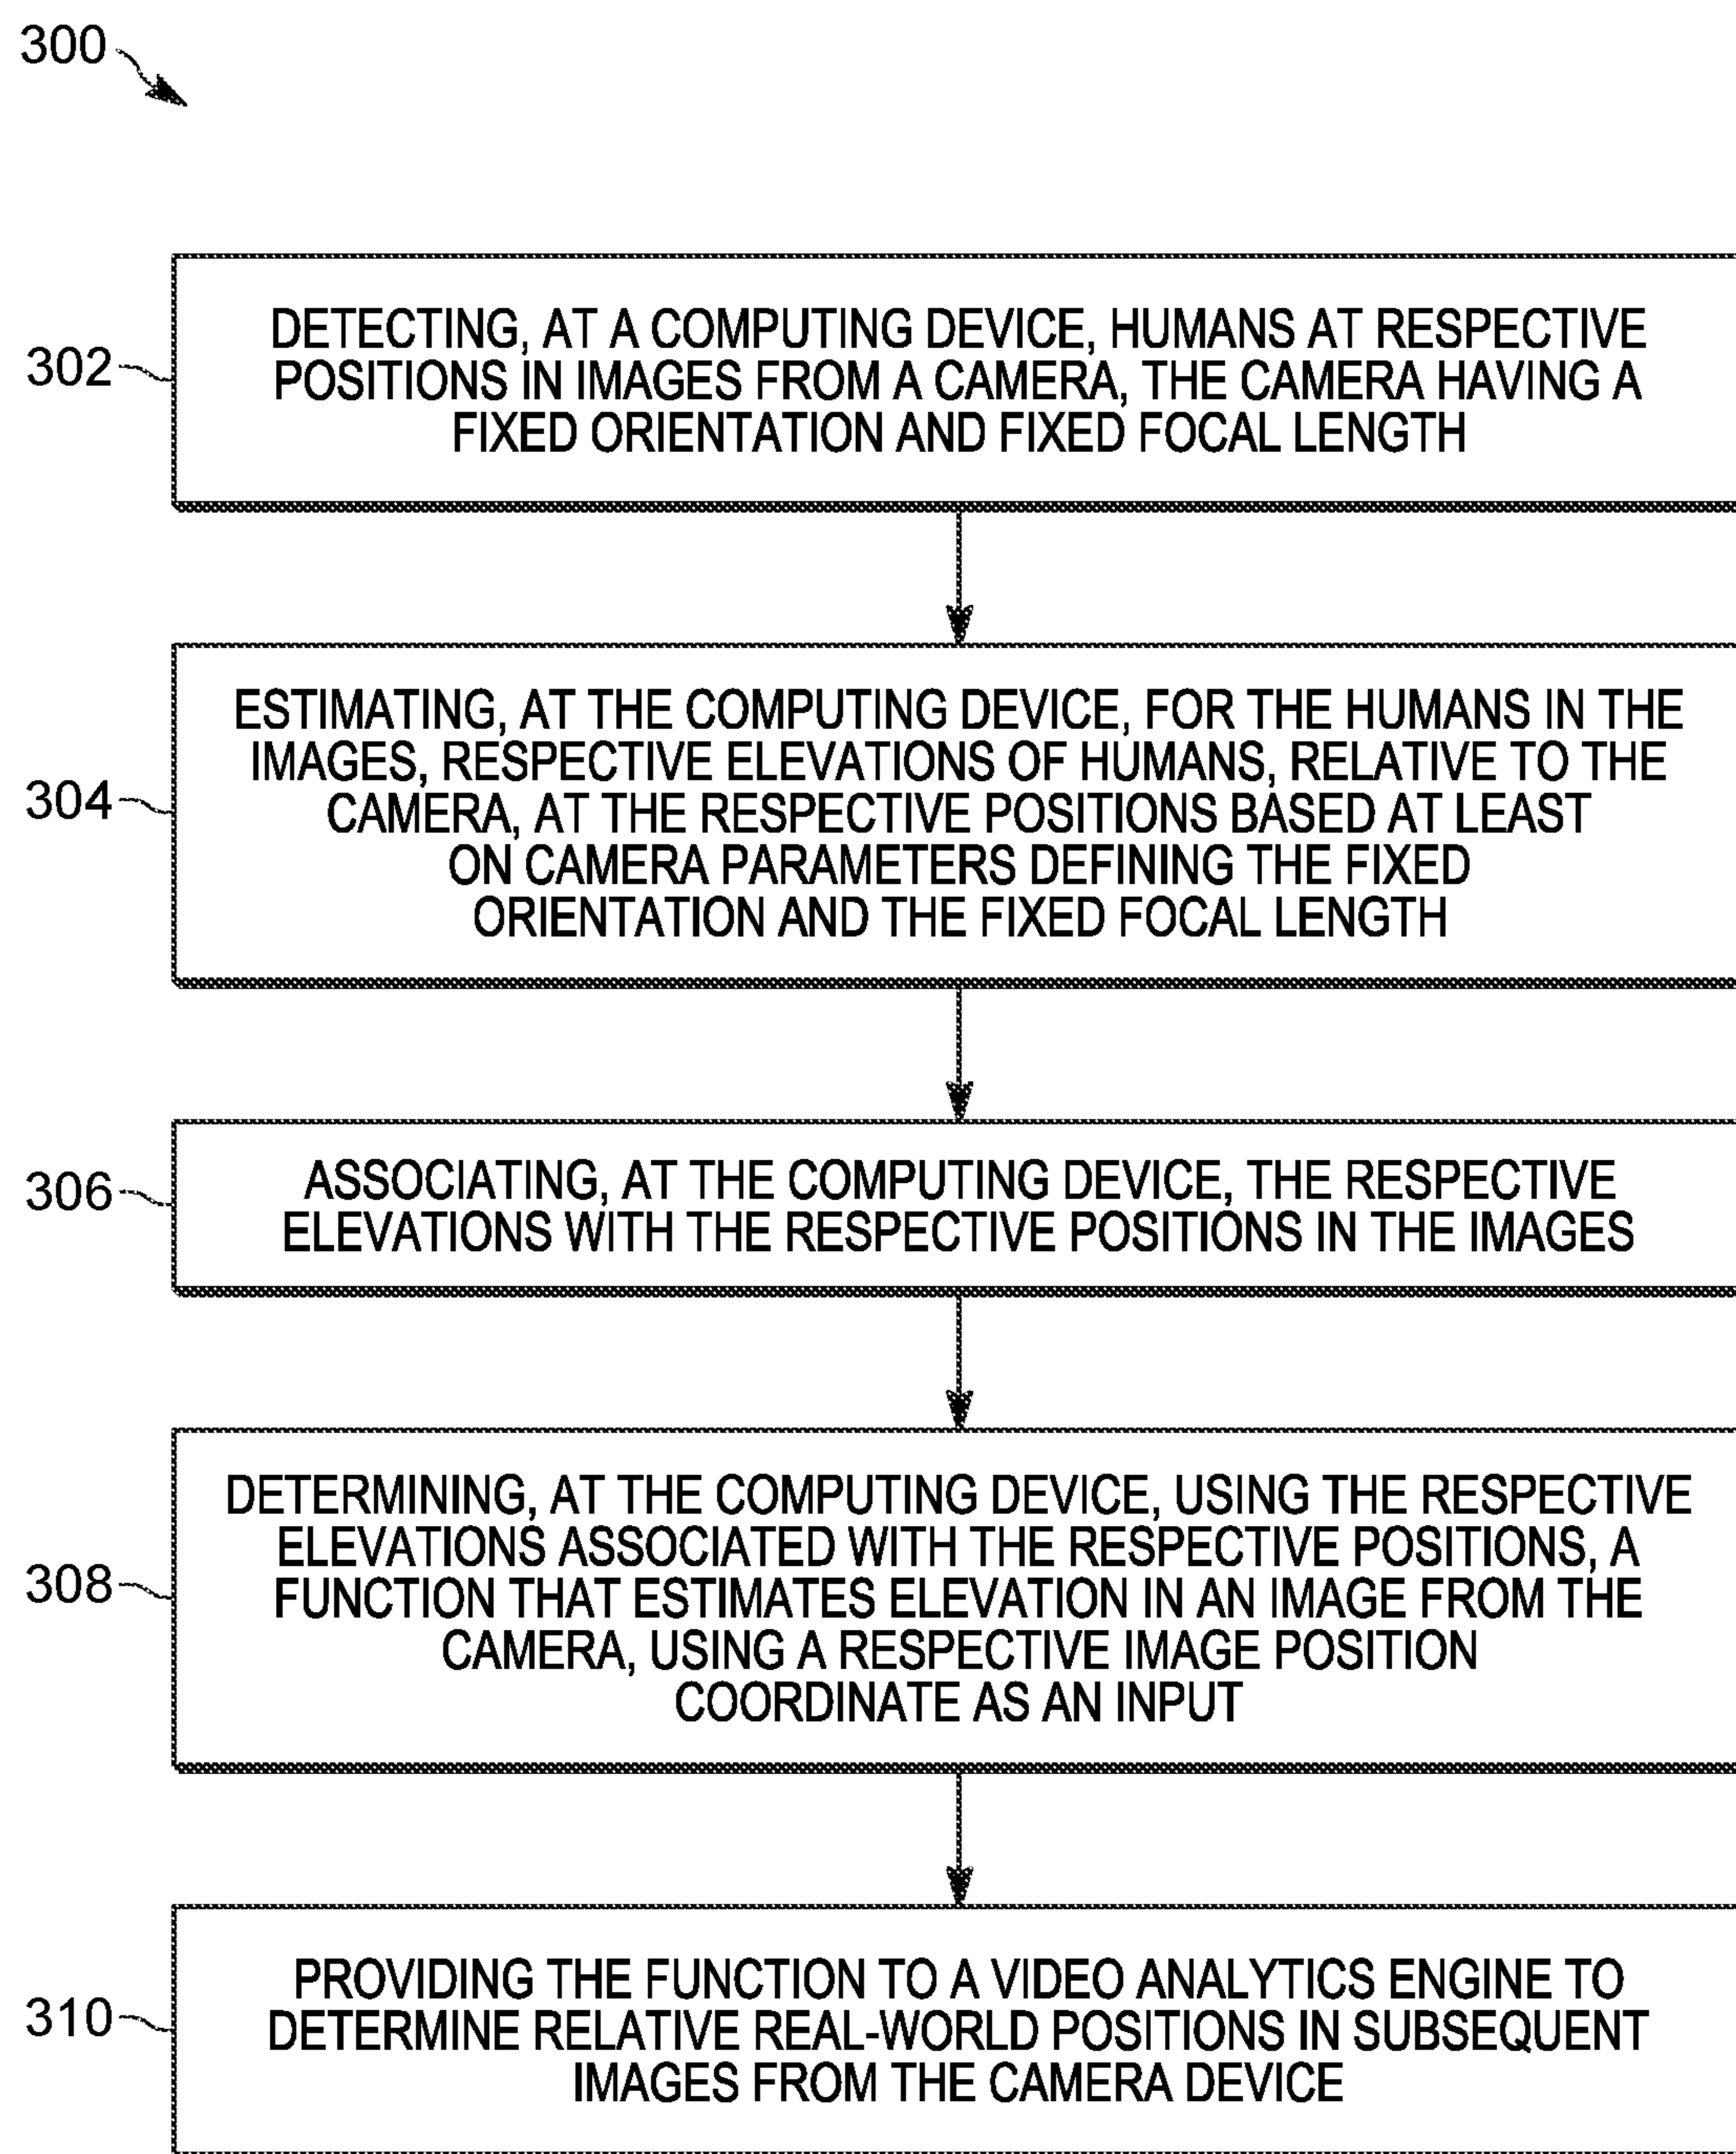 300
302
DETECTING, AT A COMPUTING DEVICE, HUMANS AT RESPECTIVE
POSITIONS IN IMAGES FROM A CAMERA, THE CAMERA HAVING A
FIXED ORIENTATION AND FIXED FOCAL LENGTH
304
ESTIMATING, AT THE COMPUTING DEVICE, FOR THE HUMANS IN THE
IMAGES, RESPECTIVE ELEVATIONS OF HUMANS, RELATIVE TO THE
CAMERA, AT THE RESPECTIVE POSITIONS BASED AT LEAST
ON CAMERA PARAMETERS DEFINING THE FIXED
ORIENTATION AND THE FIXED FOCAL LENGTH
306
ASSOCIATING, AT THE COMPUTING DEVICE, THE RESPECTIVE
ELEVATIONS WITH THE RESPECTIVE POSITIONS IN THE IMAGES
308
DETERMINING, AT THE COMPUTING DEVICE, USING THE RESPECTIVE
ELEVATIONS ASSOCIATED WITH THE RESPECTIVE POSITIONS, A
FUNCTION THAT ESTIMATES ELEVATION IN AN IMAGE FROM THE
CAMERA, USING A RESPECTIVE IMAGE POSITION
COORDINATE AS AN INPUT
310
PROVIDING THE FUNCTION TO A VIDEO ANALYTICS ENGINE TO
DETERMINE RELATIVE REAL-WORLD POSITIONS IN SUBSEQUENT
IMAGES FROM THE CAMERA DEVICE